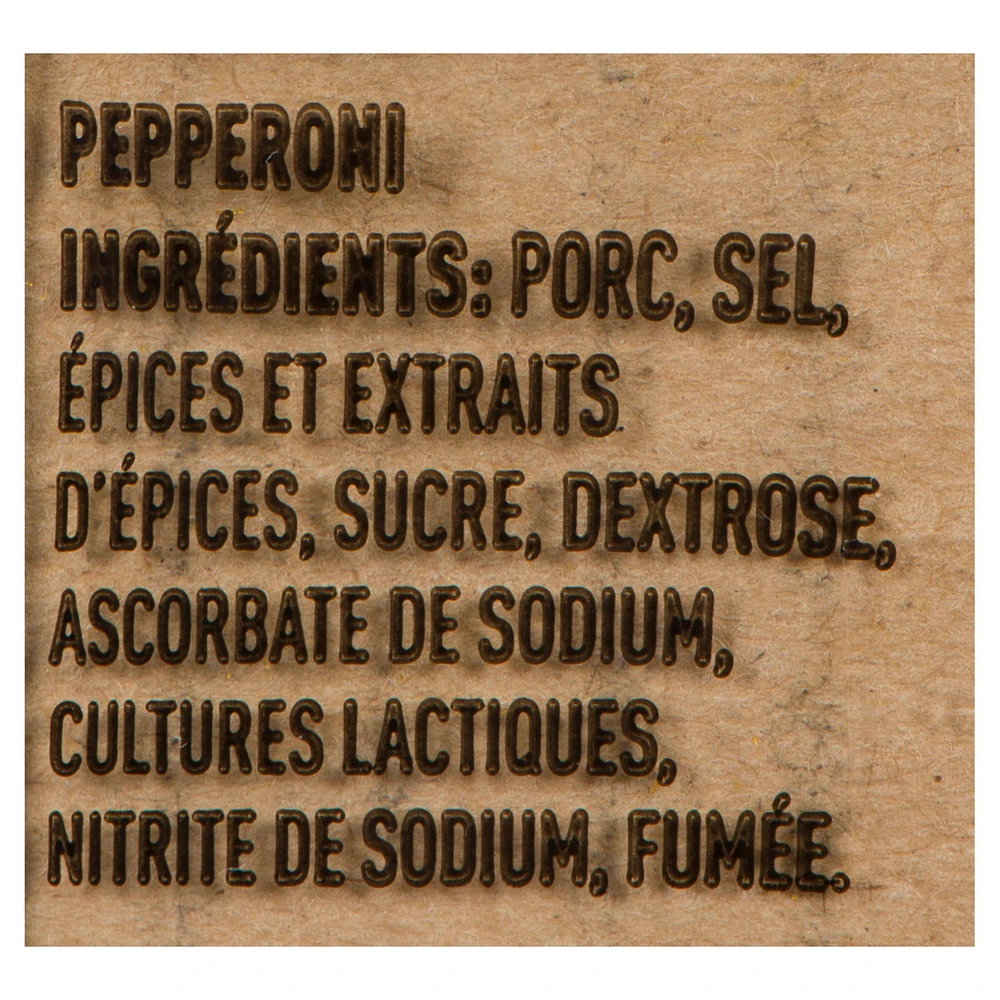 PEPPERONI
INGRÉDIENTS: PORC, SEL,
ÉPICES ET EXTRAITS
D'ÉPICES, SUCRE, DEXTROSE,
ASCORBATE DE SODIUM,
CULTURES LACTIQUES,
NITRITE DE SODIUM, FUMÉE.